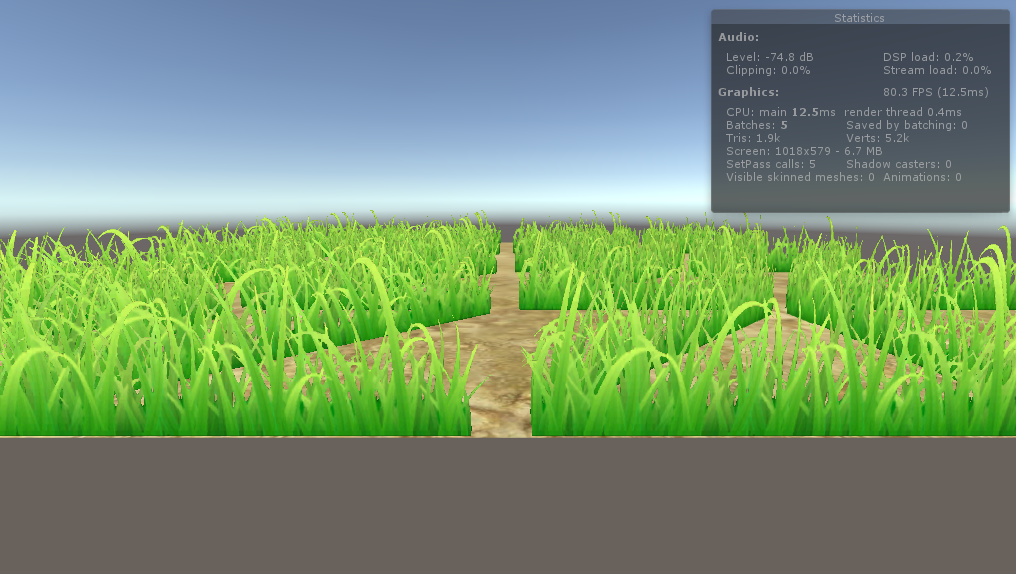 Statistics
Audio:
Level: -74.8 dB DSP load: 0.2%
Clipping: 0.0% Stream load: 0.0%
Graphics: 80.3 FPS (12.5ms)
CPU: main 12.5ms render thread 0.4ms
Batches: 5 Saved by batching: 0
Tris: 1.9k Verts: 5.2k
Screen: 1018x579 - 6.7 MB
SetPass calls: 5 Shadow casters: 0
Visible skinned meshes: 0 Animations: 0